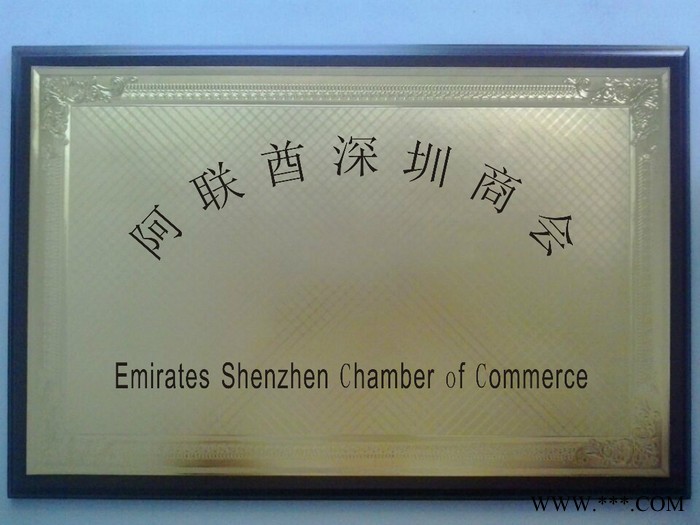 阿联酋深圳商会
Emirates Shenzhen Chamber of Commerce
WWW.***.COM